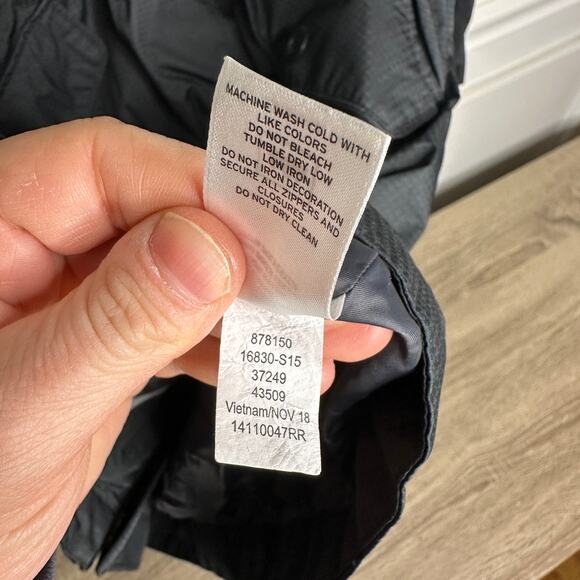 MACHINE WASH COLD WITH
LIKE COLORS
DO NOT BLEACH
TUMBLE DRY LOW
LOW IRON
DO NOT IRON DECORATION
SECURE ALL ZIPPERS AND
CLOSURES
DO NOT DRY CLEAN
878150
16830-S15
37249
43509
Vietnam/NOV 18
14110047RR